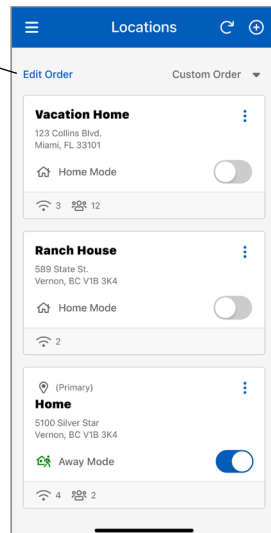 Locations
Edit Order
Custom Order
Vacation Home
123 Collins Blvd.
Miami, FL 33101
Home Mode
3 12
Ranch House
589 State St.
Vernon, BC V1B 3K4
Home Mode
2
(Primary)
Home
5100 Silver Star
Vernon, BC V1B 3K4
Away Mode
4 2